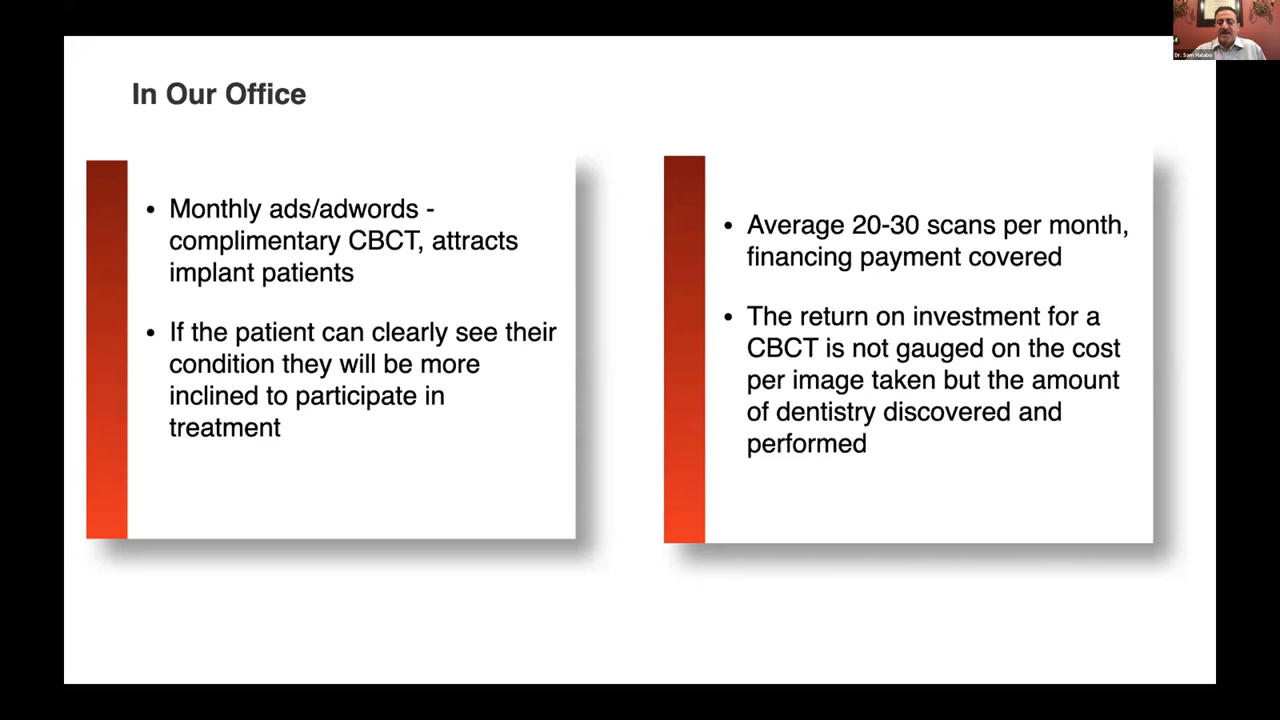 Dr. Sam Halabo
In Our Office
• Monthly ads/adwords -
complimentary CBCT, attracts
implant patients
• If the patient can clearly see their
condition they will be more
inclined to participate in
treatment
• Average 20-30 scans per month,
financing payment covered
• The return on investment for a
CBCT is not gauged on the cost
per image taken but the amount
of dentistry discovered and
performed